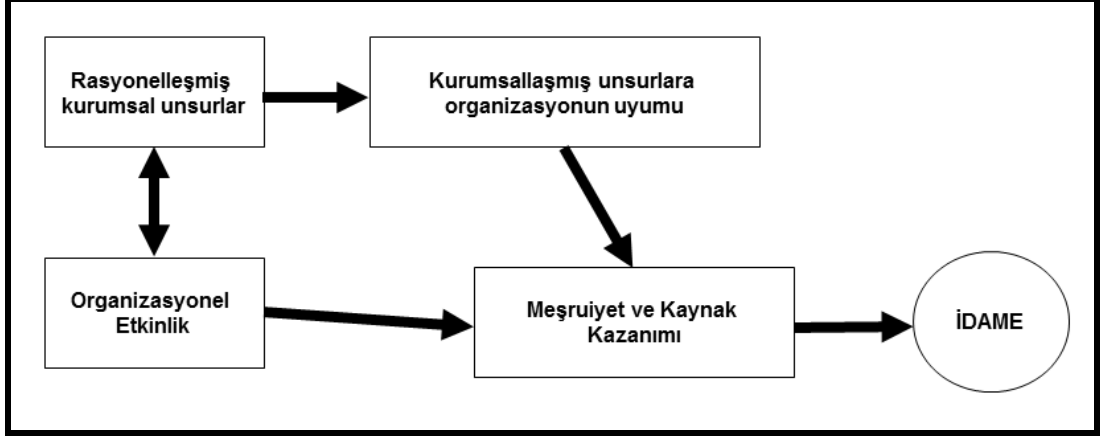 Rasyonelleşmiş
kurumsal unsurlar
Kurumsallaşmış unsurlara
organizasyonun uyumu
Organizasyonel
Etkinlik
Meşruiyet ve Kaynak
Kazanımı
İDAME